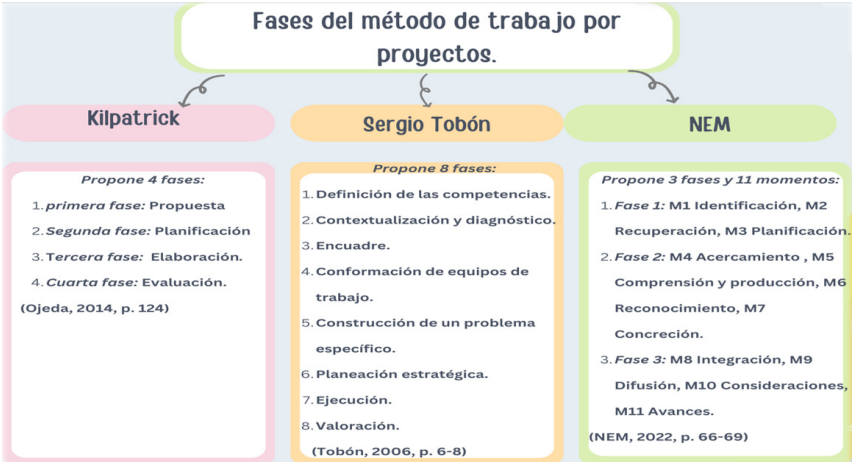 Fases del método de trabajo por
proyectos.
Kilpatrick
Propone 4 fases:
1. primera fase: Propuesta
2. Segunda fase: Planificación
3. Tercera fase: Elaboración.
4. Cuarta fase: Evaluación.
(Ojeda, 2014, p. 124)
Sergio Tobón
Propone 8 fases:
1. Definición de las competencias.
2. Contextualización y diagnóstico.
3. Encuadre.
4. Conformación de equipos de
trabajo.
5. Construcción de un problema
específico.
6. Planeación estratégica.
7. Ejecución.
8. Valoración.
(Tobón, 2006, p. 6-8)
NEM
Propone 3 fases y 11 momentos:
1. Fase 1: M1 Identificación, M2
Recuperación, M3 Planificación.
2. Fase 2: M4 Acercamiento , M5
Comprensión y producción, M6
Reconocimiento, M7
Concreción.
3. Fase 3: M8 Integración, M9
Difusión, M10 Consideraciones,
M11 Avances.
(NEM, 2022, p. 66-69)